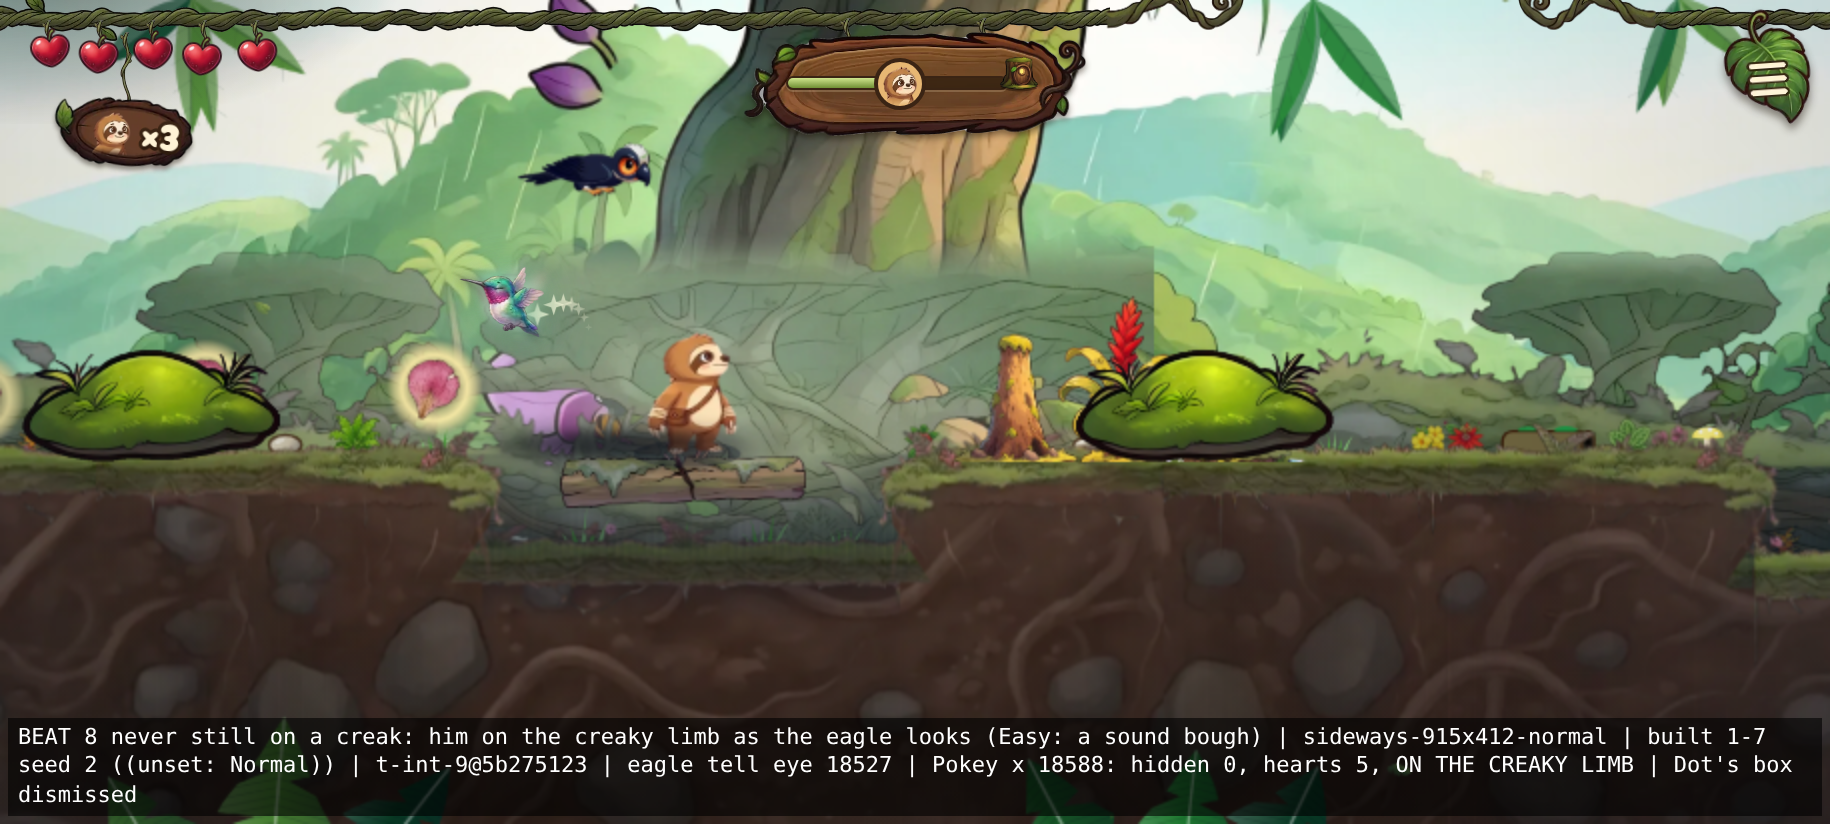 ×3
BEAT 8 never still on a creak: him on the creaky limb as the eagle looks (Easy: a sound bough) | sideways-915x412-normal | built 1-7
seed 2 ((unset: Normal)) | t-int-9@5b275123 | eagle tell eye 18527 | Pokey x 18588: hidden 0, hearts 5, ON THE CREAKY LIMB | Dot's box
dismissed